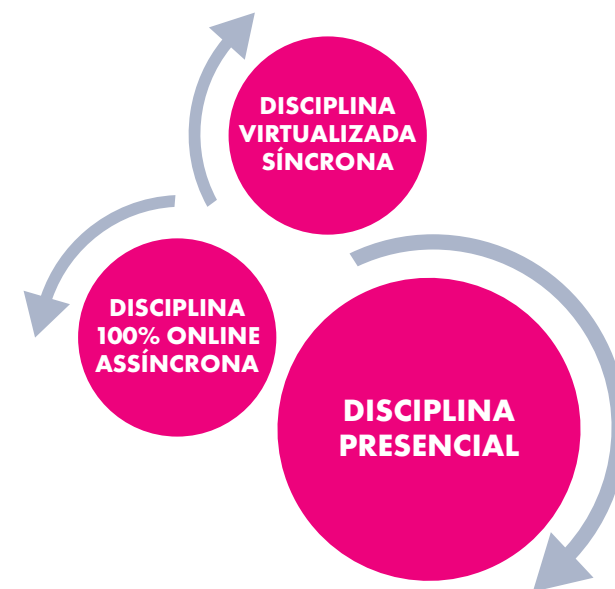 DISCIPLINA
VIRTUALIZADA
SÍNCRONA
DISCIPLINA
100% ONLINE
ASSÍNCRONA
DISCIPLINA
PRESENCIAL